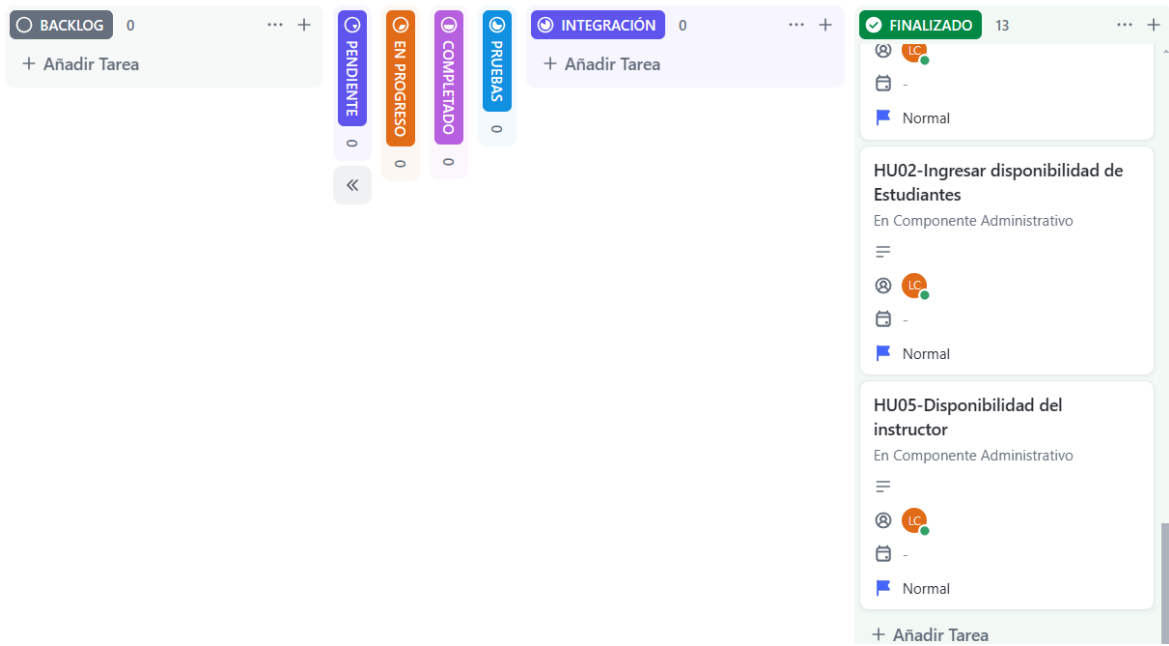 BACKLOG 0 ... +
+ Añadir Tarea
PENDIENTE 0
EN PROGRESO 0
COMPLETADO 0
PRUEBAS 0
INTEGRACIÓN 0 ... +
+ Añadir Tarea
FINALIZADO 13 ... +
LC
-
Normal
HU02-Ingresar disponibilidad de
Estudiantes
En Componente Administrativo
LC
-
Normal
HU05-Disponibilidad del
instructor
En Componente Administrativo
LC
-
Normal
+ Añadir Tarea